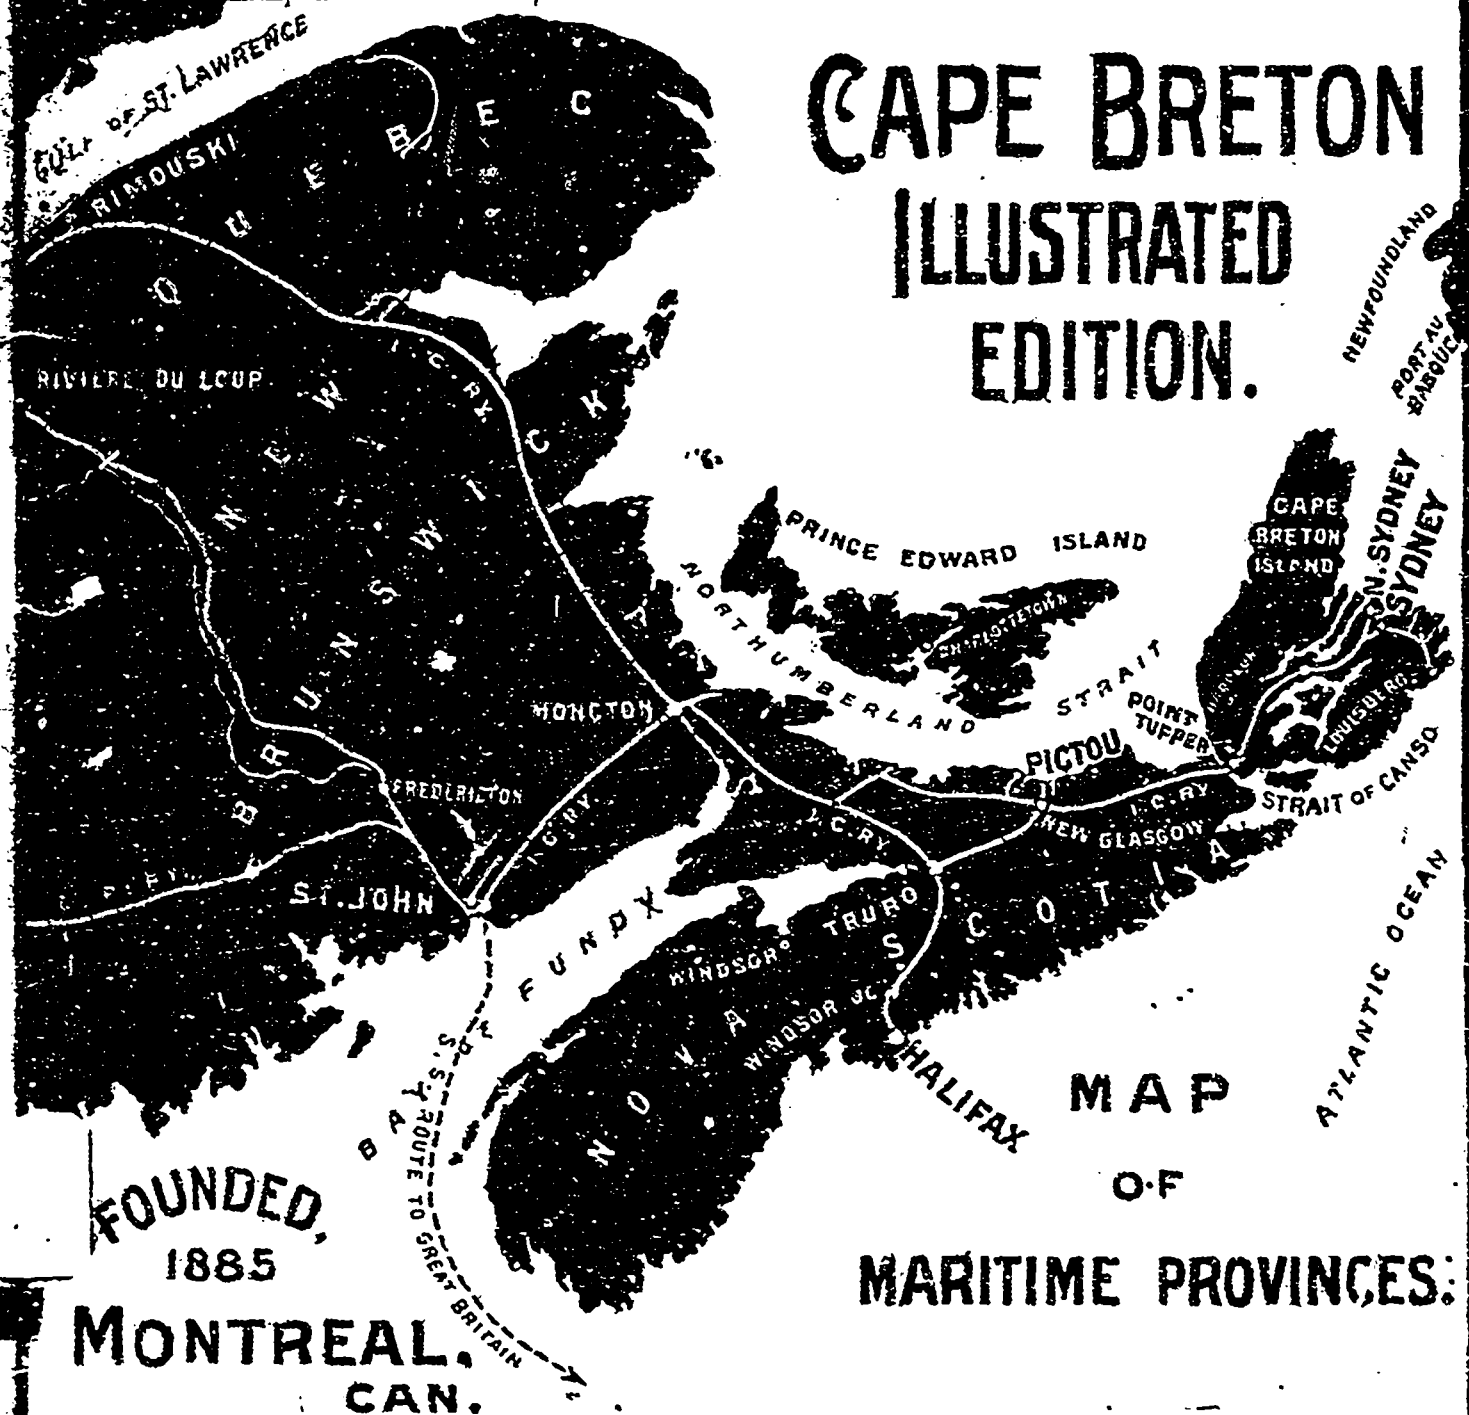 CAPE BRETON
ILLUSTRATED
EDITION.
GULF OF ST. LAWRENCE
RIMOUSKI
QUEBEC
RIVIERE DU LOUP.
I. C. RY.
NEW
BRUNSWICK
NEWFOUNDLAND
PORT AU
BASQUE
PRINCE EDWARD ISLAND
CHARLOTTETOWN
NORTHUMBERLAND STRAIT
CAPE
BRETON
ISLAND
N. SYDNEY
SYDNEY
LOUISBERG
POINT
TUPPER
PICTOU
STRAIT OF CANSO
MONCTON
FREDERICTON
I. C. RY.
I. C. RY
I. C. RY
NEW GLASGOW
ST. JOHN
BAY OF FUNDY
TRURO
WINDSOR
WINDSOR JC
NOVA SCOTIA
HALIFAX
ATLANTIC OCEAN
S. S. ROUTE TO GREAT BRITAIN
MAP
OF
MARITIME PROVINCES.
FOUNDED,
1885
MONTREAL.
CAN.